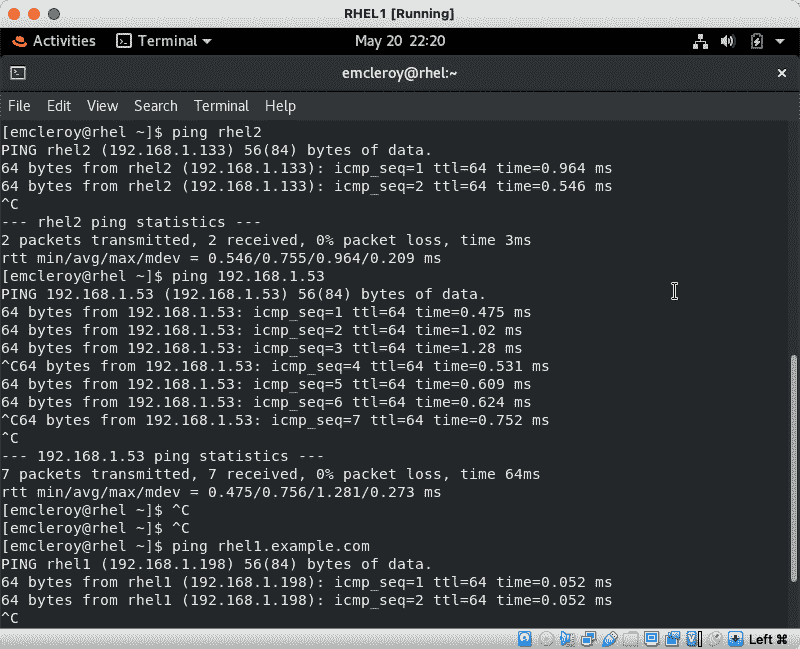 RHEL1 [Running]
Activities Terminal May 20 22:20
emcleroy@rhel:~
File Edit View Search Terminal Help
[emcleroy@rhel ~]$ ping rhel2
PING rhel2 (192.168.1.133) 56(84) bytes of data.
64 bytes from rhel2 (192.168.1.133): icmp_seq=1 ttl=64 time=0.964 ms
64 bytes from rhel2 (192.168.1.133): icmp_seq=2 ttl=64 time=0.546 ms
^C
--- rhel2 ping statistics ---
2 packets transmitted, 2 received, 0% packet loss, time 3ms
rtt min/avg/max/mdev = 0.546/0.755/0.964/0.209 ms
[emcleroy@rhel ~]$ ping 192.168.1.53
PING 192.168.1.53 (192.168.1.53) 56(84) bytes of data.
64 bytes from 192.168.1.53: icmp_seq=1 ttl=64 time=0.475 ms
64 bytes from 192.168.1.53: icmp_seq=2 ttl=64 time=1.02 ms
64 bytes from 192.168.1.53: icmp_seq=3 ttl=64 time=1.28 ms
^C64 bytes from 192.168.1.53: icmp_seq=4 ttl=64 time=0.531 ms
64 bytes from 192.168.1.53: icmp_seq=5 ttl=64 time=0.609 ms
64 bytes from 192.168.1.53: icmp_seq=6 ttl=64 time=0.624 ms
^C64 bytes from 192.168.1.53: icmp_seq=7 ttl=64 time=0.752 ms
^C
--- 192.168.1.53 ping statistics ---
7 packets transmitted, 7 received, 0% packet loss, time 64ms
rtt min/avg/max/mdev = 0.475/0.756/1.281/0.273 ms
[emcleroy@rhel ~]$ ^C
[emcleroy@rhel ~]$ ^C
[emcleroy@rhel ~]$ ping rhel1.example.com
PING rhel1 (192.168.1.198) 56(84) bytes of data.
64 bytes from rhel1 (192.168.1.198): icmp_seq=1 ttl=64 time=0.052 ms
64 bytes from rhel1 (192.168.1.198): icmp_seq=2 ttl=64 time=0.052 ms
^C
Left ⌘